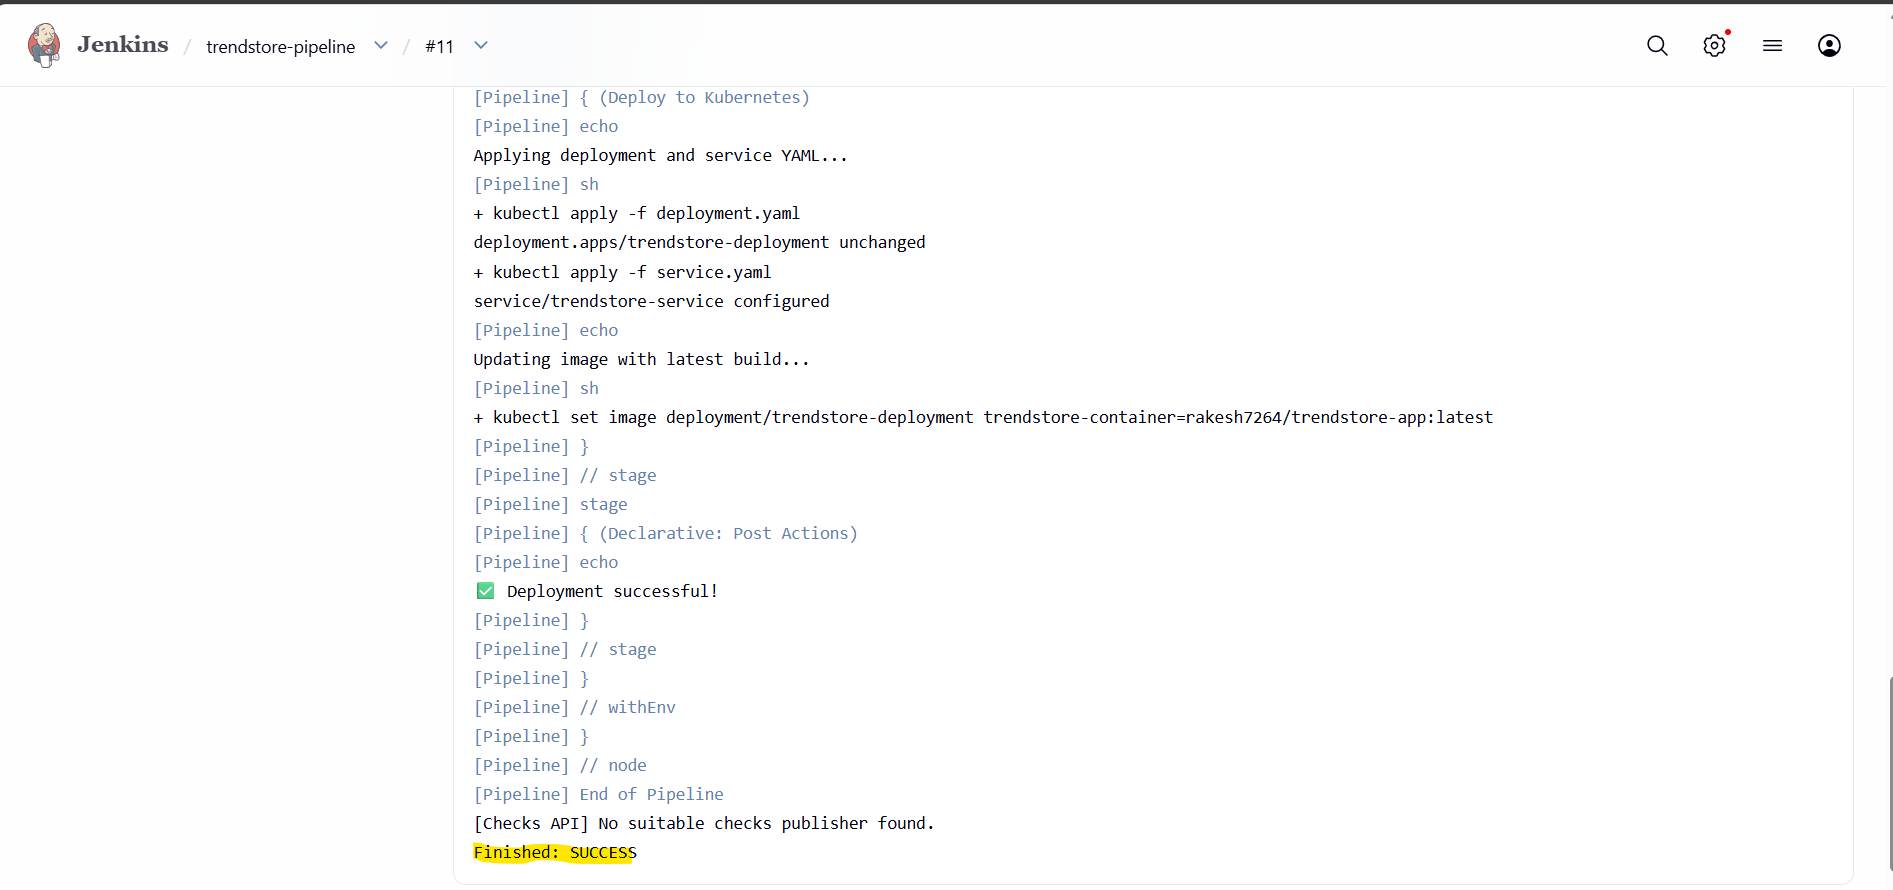 Jenkins / trendstore-pipeline / #11
[Pipeline] { (Deploy to Kubernetes)
[Pipeline] echo
Applying deployment and service YAML...
[Pipeline] sh
+ kubectl apply -f deployment.yaml
deployment.apps/trendstore-deployment unchanged
+ kubectl apply -f service.yaml
service/trendstore-service configured
[Pipeline] echo
Updating image with latest build...
[Pipeline] sh
+ kubectl set image deployment/trendstore-deployment trendstore-container=rakesh7264/trendstore-app:latest
[Pipeline] }
[Pipeline] // stage
[Pipeline] stage
[Pipeline] { (Declarative: Post Actions)
[Pipeline] echo
✅ Deployment successful!
[Pipeline] }
[Pipeline] // stage
[Pipeline] }
[Pipeline] // withEnv
[Pipeline] }
[Pipeline] // node
[Pipeline] End of Pipeline
[Checks API] No suitable checks publisher found.
Finished: SUCCESS